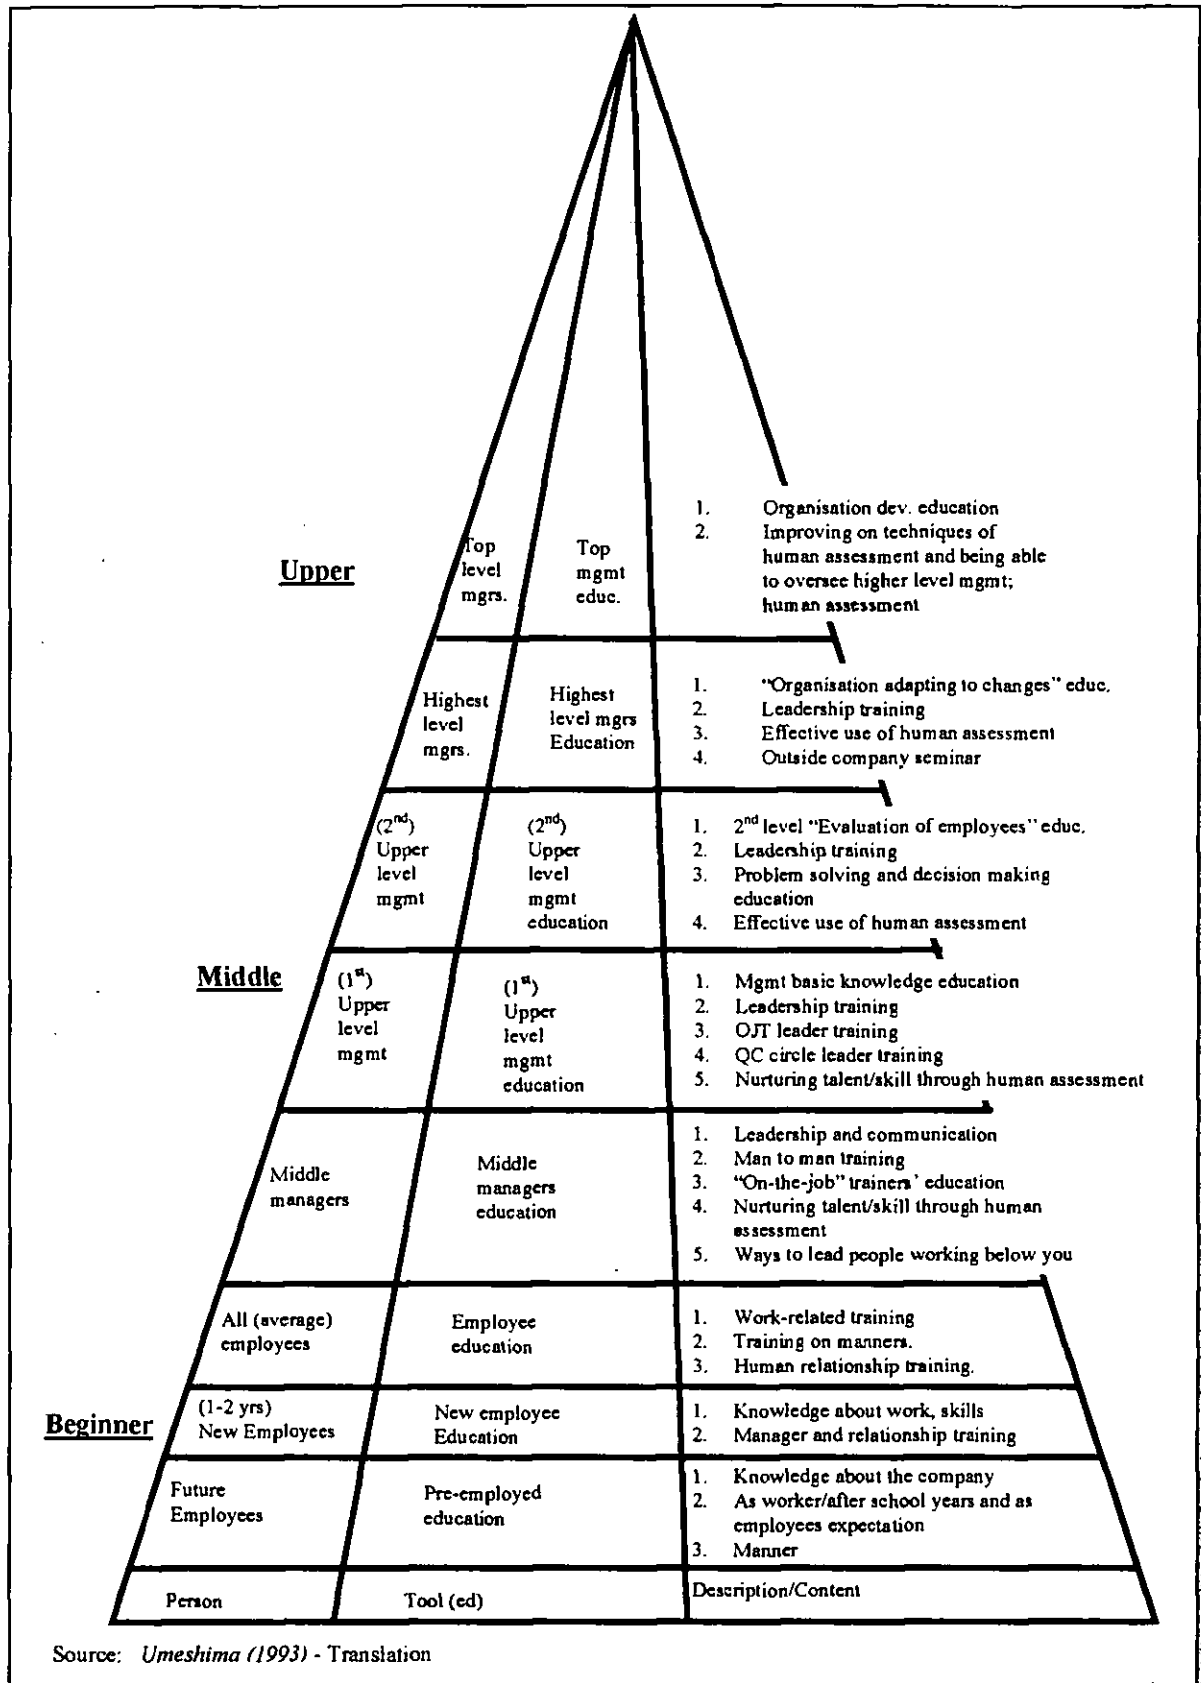 Upper
Top
level
mgrs.
Top
mgmt
educ.
1. Organisation dev. education
2. Improving on techniques of
human assessment and being able
to oversee higher level mgmt;
human assessment
Highest
level
mgrs.
Highest
level mgrs
Education
1. "Organisation adapting to changes" educ.
2. Leadership training
3. Effective use of human assessment
4. Outside company seminar
(2nd)
Upper
level
mgmt
(2nd)
Upper
level
mgmt
education
1. 2nd level "Evaluation of employees" educ.
2. Leadership training
3. Problem solving and decision making
education
4. Effective use of human assessment
Middle
(1st)
Upper
level
mgmt
(1st)
Upper
level
mgmt
education
1. Mgmt basic knowledge education
2. Leadership training
3. OJT leader training
4. QC circle leader training
5. Nurturing talent/skill through human assessment
Middle
managers
Middle
managers
education
1. Leadership and communication
2. Man to man training
3. "On-the-job" trainers' education
4. Nurturing talent/skill through human
assessment
5. Ways to lead people working below you
All (average)
employees
Employee
education
1. Work-related training
2. Training on manners.
3. Human relationship training.
Beginner
(1-2 yrs)
New Employees
New employee
Education
1. Knowledge about work, skills
2. Manager and relationship training
Future
Employees
Pre-employed
education
1. Knowledge about the company
2. As worker/after school years and as
employees expectation
3. Manner
Person
Tool (ed)
Description/Content
Source: Umeshima (1993) - Translation